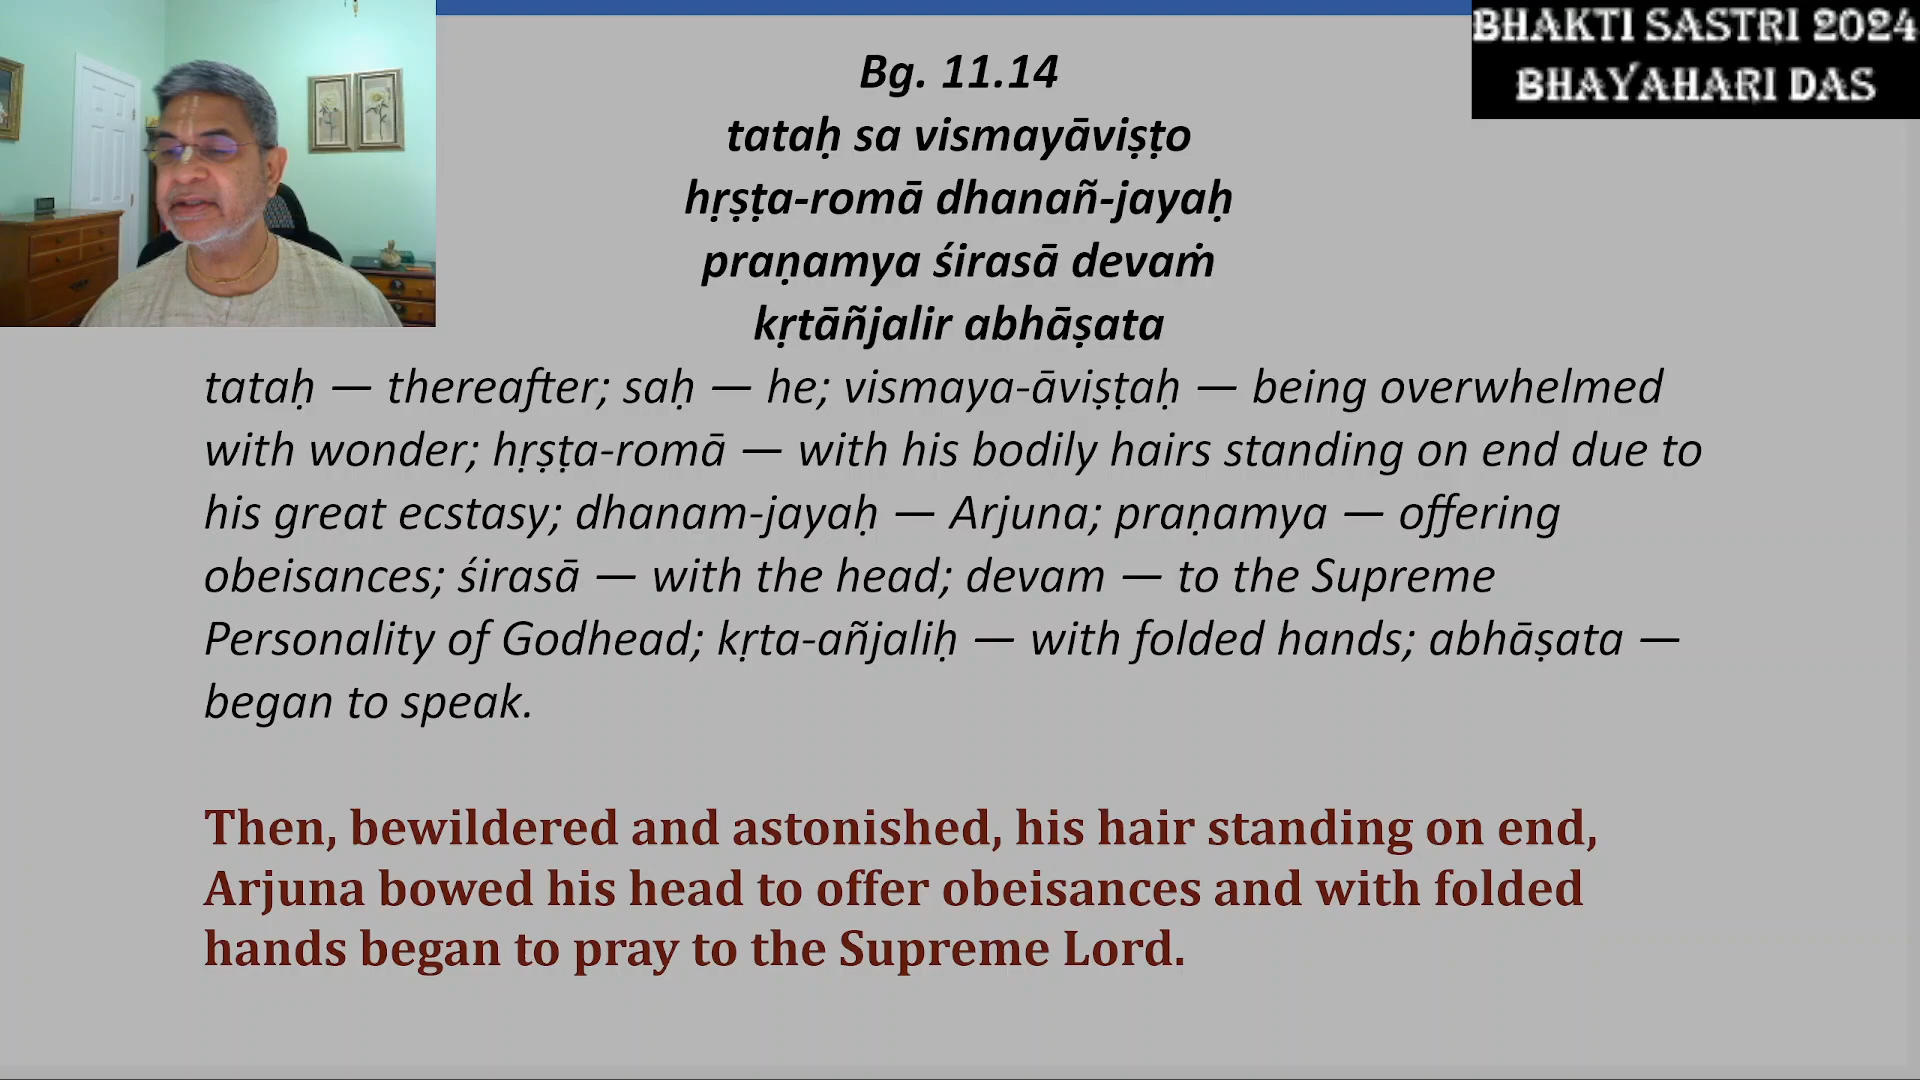 BHAKTI SASTRI 2024
BHAYAHARI DAS
Bg. 11.14
tataḥ sa vismayāviṣṭo
hṛṣṭa-romā dhanañ-jayaḥ
praṇamya śirasā devaṁ
kṛtāñjalir abhāṣata
tataḥ — thereafter; saḥ — he; vismaya-āviṣṭaḥ — being overwhelmed
with wonder; hṛṣṭa-romā — with his bodily hairs standing on end due to
his great ecstasy; dhanam-jayaḥ — Arjuna; praṇamya — offering
obeisances; śirasā — with the head; devam — to the Supreme
Personality of Godhead; kṛta-añjaliḥ — with folded hands; abhāṣata —
began to speak.
Then, bewildered and astonished, his hair standing on end,
Arjuna bowed his head to offer obeisances and with folded
hands began to pray to the Supreme Lord.